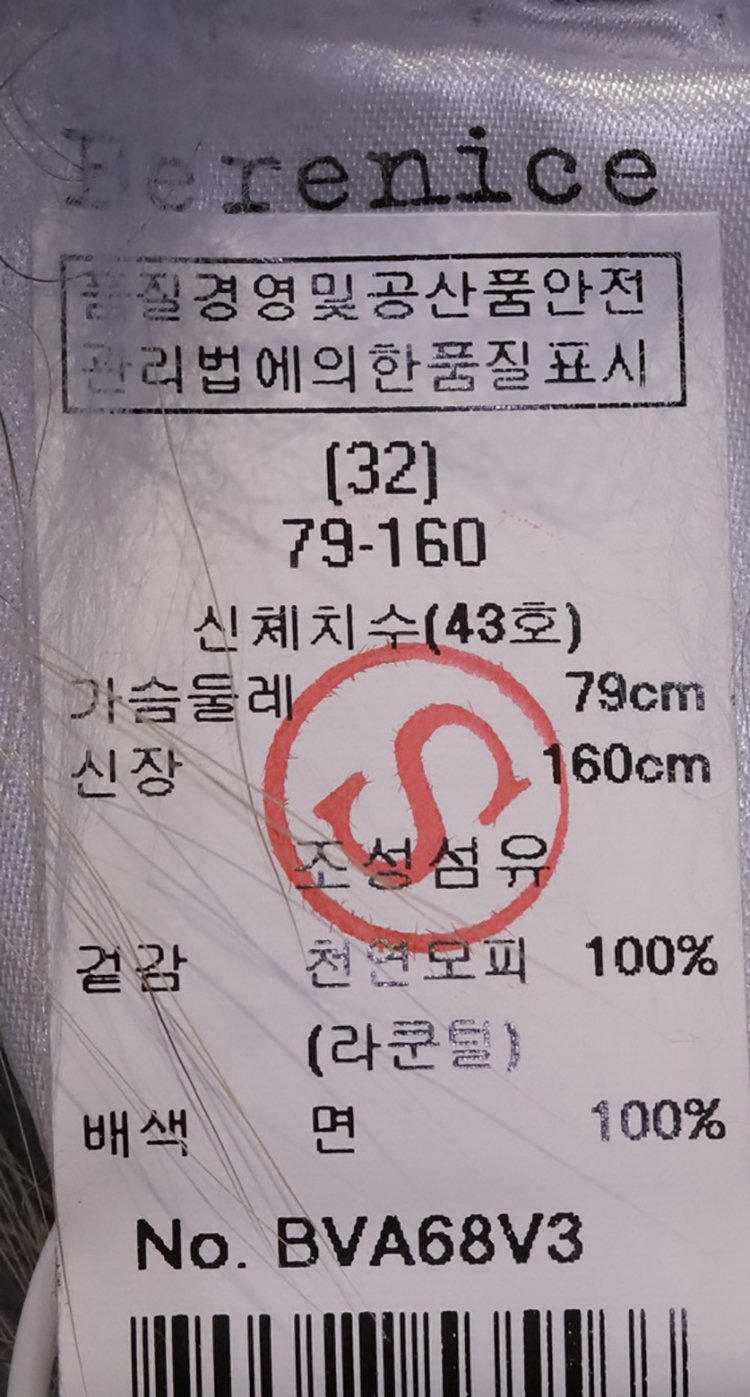 Berenice
품질경영및공산품안전
관리법에의한품질표시
(32)
79-160
신체치수(43호)
가슴둘레 79cm
신장 160cm
S
조성섬유
겉감 천연모피 100%
(라쿤털)
배색 면 100%
No. BVA68V3